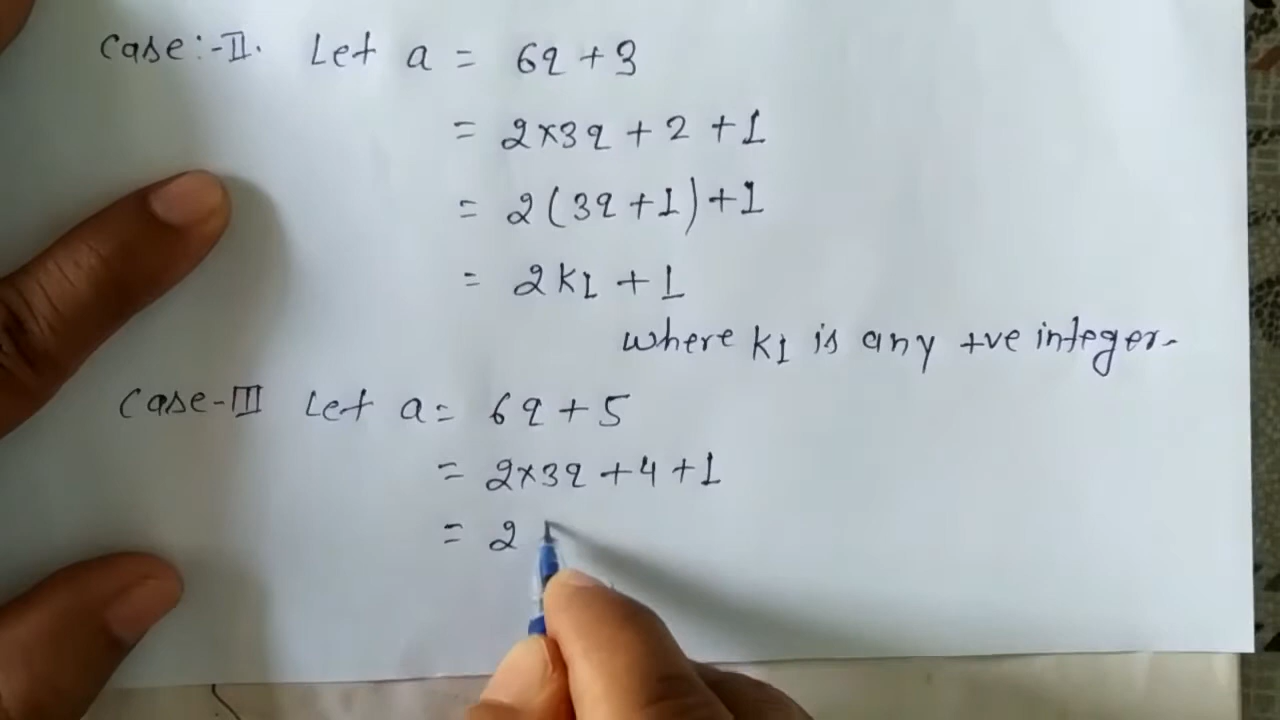 Case:-II. Let a = 6q + 3
= 2×3q + 2 + 1
= 2(3q + 1) + 1
= 2k1 + 1
where k1 is any +ve integer.
Case-III Let a = 6q + 5
= 2×3q + 4 + 1
= 2